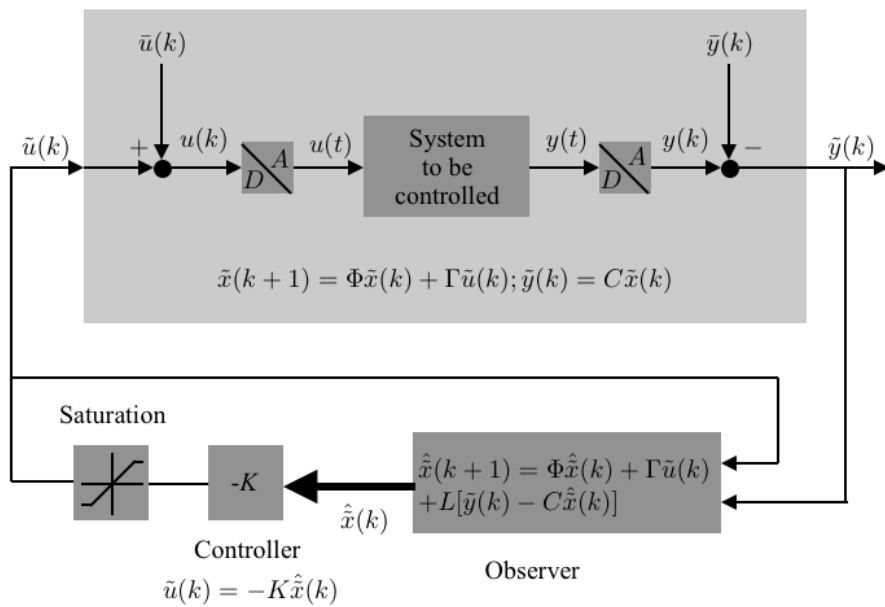 ū(k)
ȳ(k)
ũ(k)
+
u(k)
D A
u(t)
System
to be
controlled
y(t)
D A
y(k)
−
ỹ(k)
x̃(k + 1) = Φx̃(k) + Γũ(k); ỹ(k) = Cx̃(k)
Saturation
-K
x̃̂(k)
x̃̂(k + 1) = Φx̃̂(k) + Γũ(k)
+L[ỹ(k) − Cx̃̂(k)]
Controller
ũ(k) = −Kx̃̂(k)
Observer